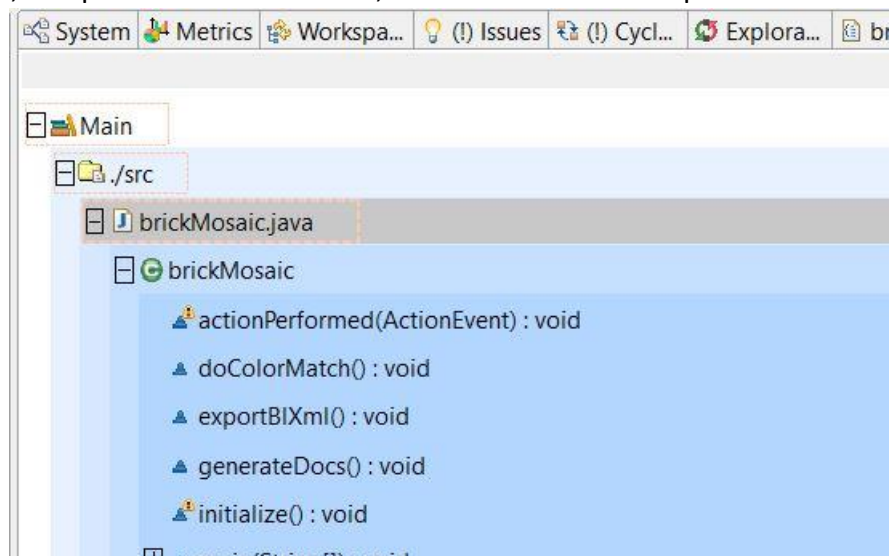 System Metrics Workspa... (!) Issues (!) Cycl... Explora... br
Main
./src
brickMosaic.java
brickMosaic
actionPerformed(ActionEvent) : void
doColorMatch() : void
exportBlXml() : void
generateDocs() : void
initialize() : void